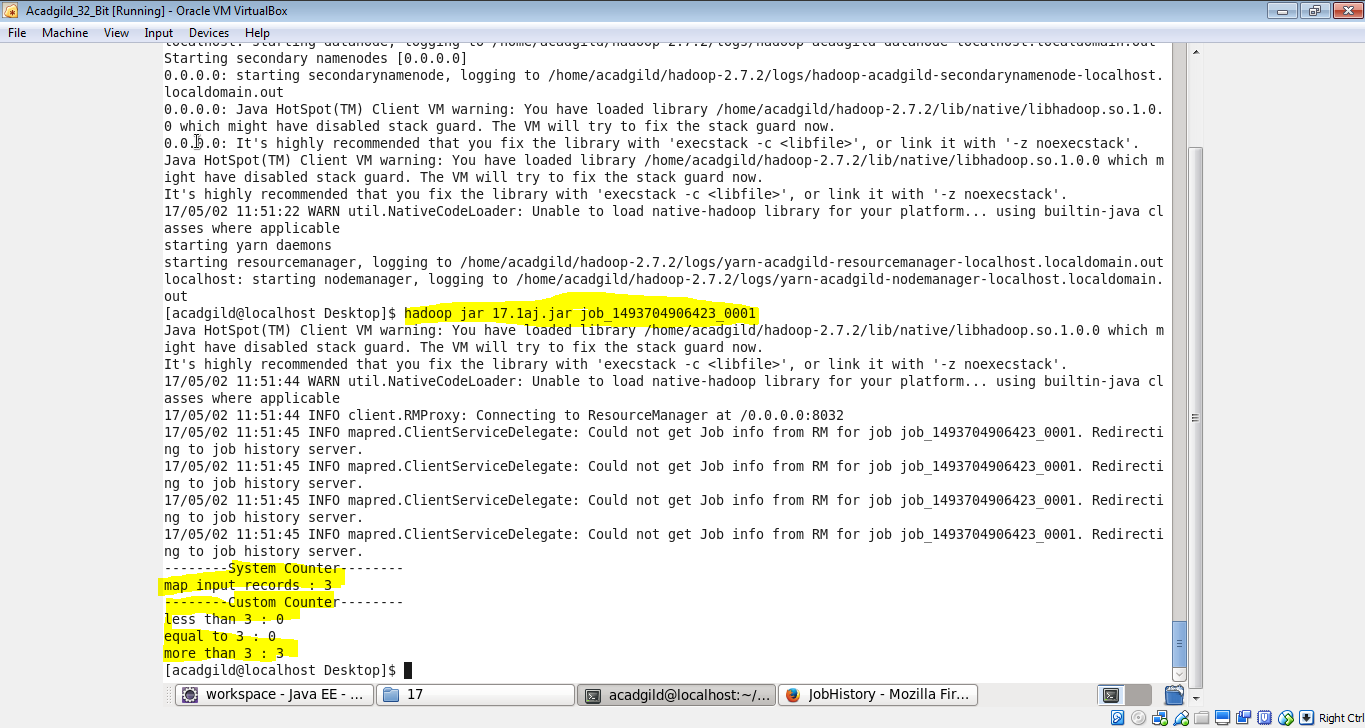 Acadgild_32_Bit [Running] - Oracle VM VirtualBox
File Machine View Input Devices Help
localhost: starting datanode, logging to /home/acadgild/hadoop-2.7.2/logs/hadoop-acadgild-datanode-localhost.localdomain.out
Starting secondary namenodes [0.0.0.0]
0.0.0.0: starting secondarynamenode, logging to /home/acadgild/hadoop-2.7.2/logs/hadoop-acadgild-secondarynamenode-localhost.
localdomain.out
0.0.0.0: Java HotSpot(TM) Client VM warning: You have loaded library /home/acadgild/hadoop-2.7.2/lib/native/libhadoop.so.1.0.
0 which might have disabled stack guard. The VM will try to fix the stack guard now.
0.0.0.0: It's highly recommended that you fix the library with 'execstack -c <libfile>', or link it with '-z noexecstack'.
Java HotSpot(TM) Client VM warning: You have loaded library /home/acadgild/hadoop-2.7.2/lib/native/libhadoop.so.1.0.0 which m
ight have disabled stack guard. The VM will try to fix the stack guard now.
It's highly recommended that you fix the library with 'execstack -c <libfile>', or link it with '-z noexecstack'.
17/05/02 11:51:22 WARN util.NativeCodeLoader: Unable to load native-hadoop library for your platform... using builtin-java cl
asses where applicable
starting yarn daemons
starting resourcemanager, logging to /home/acadgild/hadoop-2.7.2/logs/yarn-acadgild-resourcemanager-localhost.localdomain.out
localhost: starting nodemanager, logging to /home/acadgild/hadoop-2.7.2/logs/yarn-acadgild-nodemanager-localhost.localdomain.
out
[acadgild@localhost Desktop]$ hadoop jar 17.1aj.jar job_1493704906423_0001
Java HotSpot(TM) Client VM warning: You have loaded library /home/acadgild/hadoop-2.7.2/lib/native/libhadoop.so.1.0.0 which m
ight have disabled stack guard. The VM will try to fix the stack guard now.
It's highly recommended that you fix the library with 'execstack -c <libfile>', or link it with '-z noexecstack'.
17/05/02 11:51:44 WARN util.NativeCodeLoader: Unable to load native-hadoop library for your platform... using builtin-java cl
asses where applicable
17/05/02 11:51:44 INFO client.RMProxy: Connecting to ResourceManager at /0.0.0.0:8032
17/05/02 11:51:45 INFO mapred.ClientServiceDelegate: Could not get Job info from RM for job job_1493704906423_0001. Redirecti
ng to job history server.
17/05/02 11:51:45 INFO mapred.ClientServiceDelegate: Could not get Job info from RM for job job_1493704906423_0001. Redirecti
ng to job history server.
17/05/02 11:51:45 INFO mapred.ClientServiceDelegate: Could not get Job info from RM for job job_1493704906423_0001. Redirecti
ng to job history server.
17/05/02 11:51:45 INFO mapred.ClientServiceDelegate: Could not get Job info from RM for job job_1493704906423_0001. Redirecti
ng to job history server.
--------System Counter--------
map input records : 3
--------Custom Counter--------
less than 3 : 0
equal to 3 : 0
more than 3 : 3
[acadgild@localhost Desktop]$
workspace - Java EE - ... 17 acadgild@localhost:~/... JobHistory - Mozilla Fir...
Right Ctrl